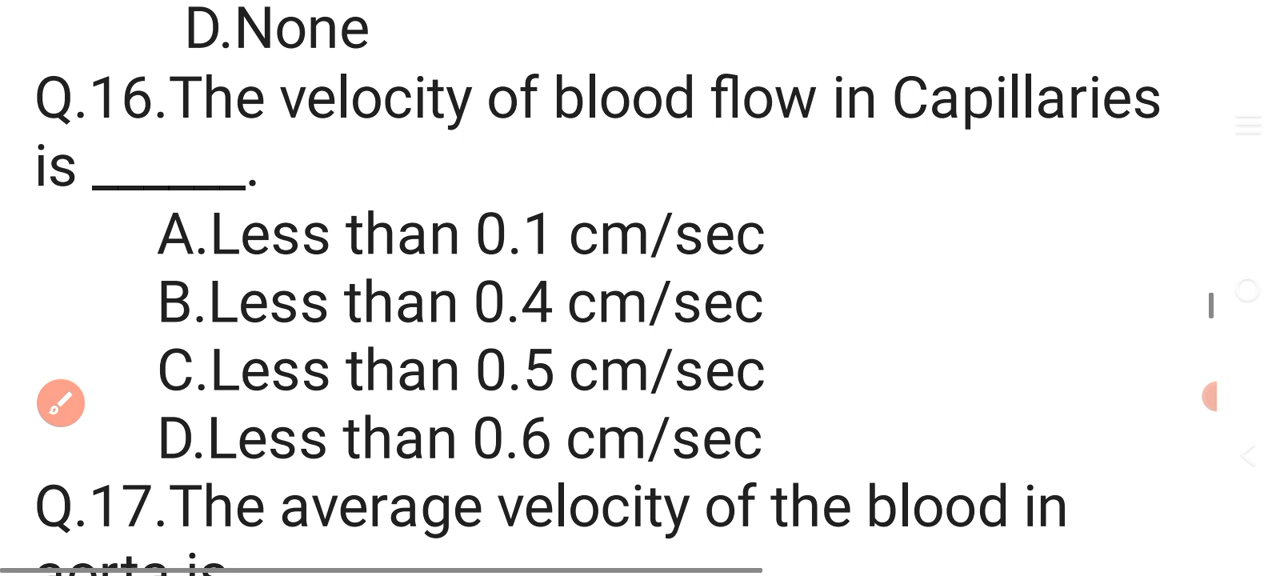 D.None
Q.16.The velocity of blood flow in Capillaries
is ______.
A.Less than 0.1 cm/sec
B.Less than 0.4 cm/sec
C.Less than 0.5 cm/sec
D.Less than 0.6 cm/sec
Q.17.The average velocity of the blood in
aorta is